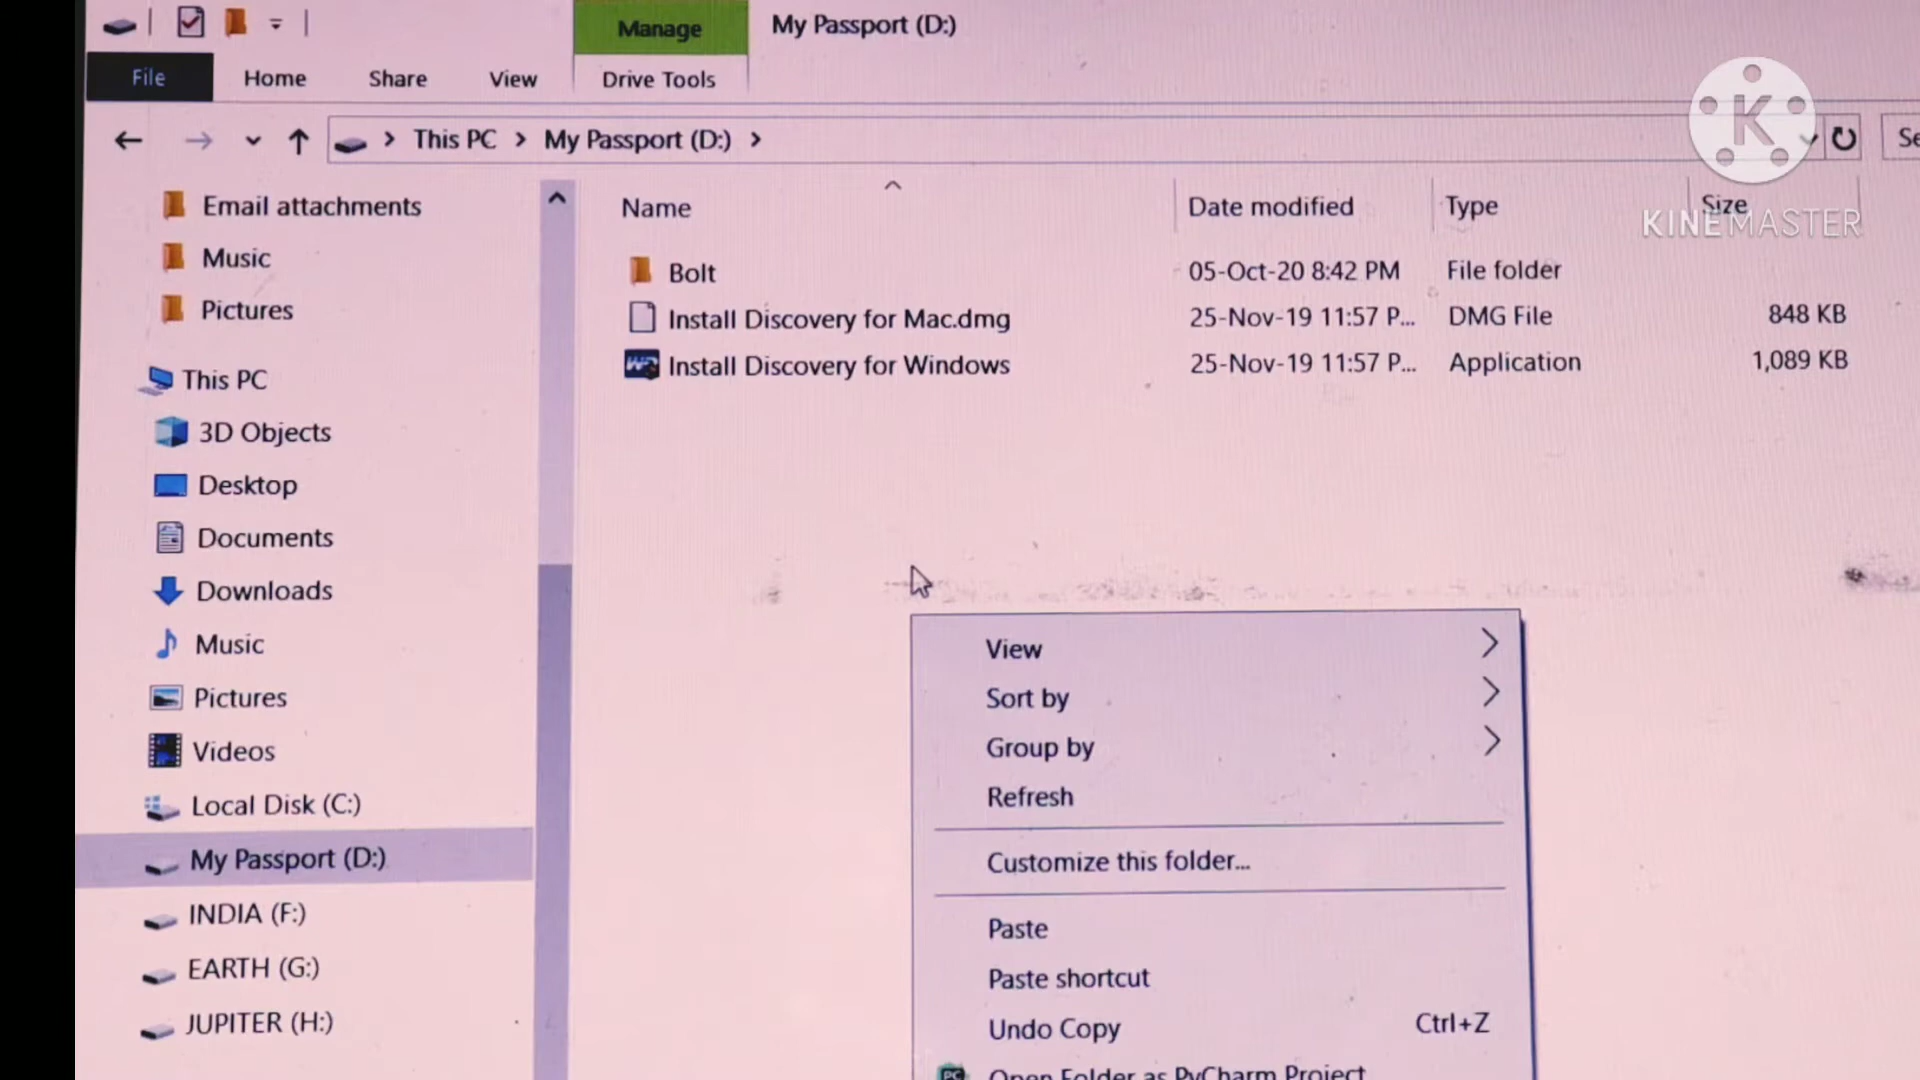 Manage
My Passport (D:)
File
Home
Share
View
Drive Tools
This PC
My Passport (D:)
Email attachments
Music
Pictures
This PC
3D Objects
Desktop
Documents
Downloads
Music
Pictures
Videos
Local Disk (C:)
My Passport (D:)
INDIA (F:)
EARTH (G:)
JUPITER (H:)
Name
Date modified
Type
Size
Bolt
05-Oct-20 8:42 PM
File folder
Install Discovery for Mac.dmg
25-Nov-19 11:57 P...
DMG File
848 KB
Install Discovery for Windows
25-Nov-19 11:57 P...
Application
1,089 KB
View
Sort by
Group by
Refresh
Customize this folder...
Paste
Paste shortcut
Undo Copy
Ctrl+Z
Open Folder as PyCharm Project
K
KINEMASTER